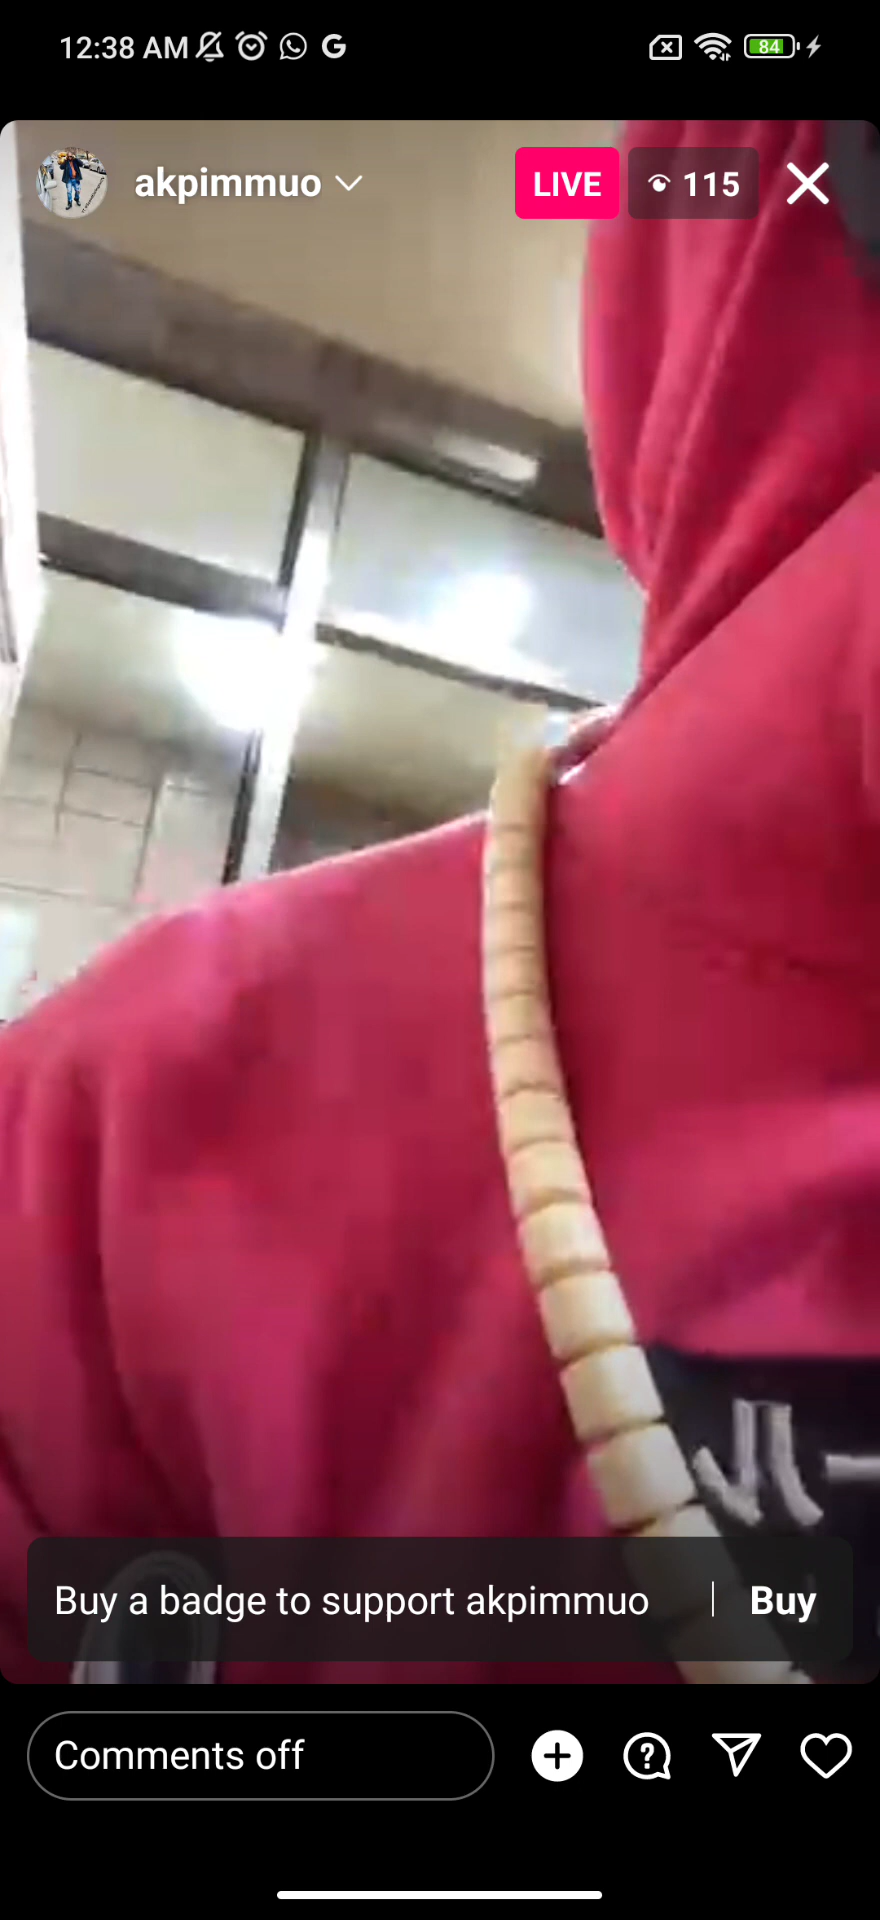 12:38 AM
84
akpimmuo
LIVE
115
Buy a badge to support akpimmuo
Buy
Comments off